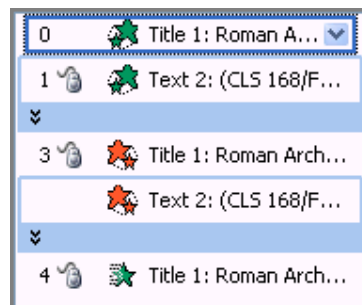 0 Title 1: Roman A...
1 Text 2: (CLS 168/F...
3 Title 1: Roman Arch...
Text 2: (CLS 168/F...
4 Title 1: Roman Arch...